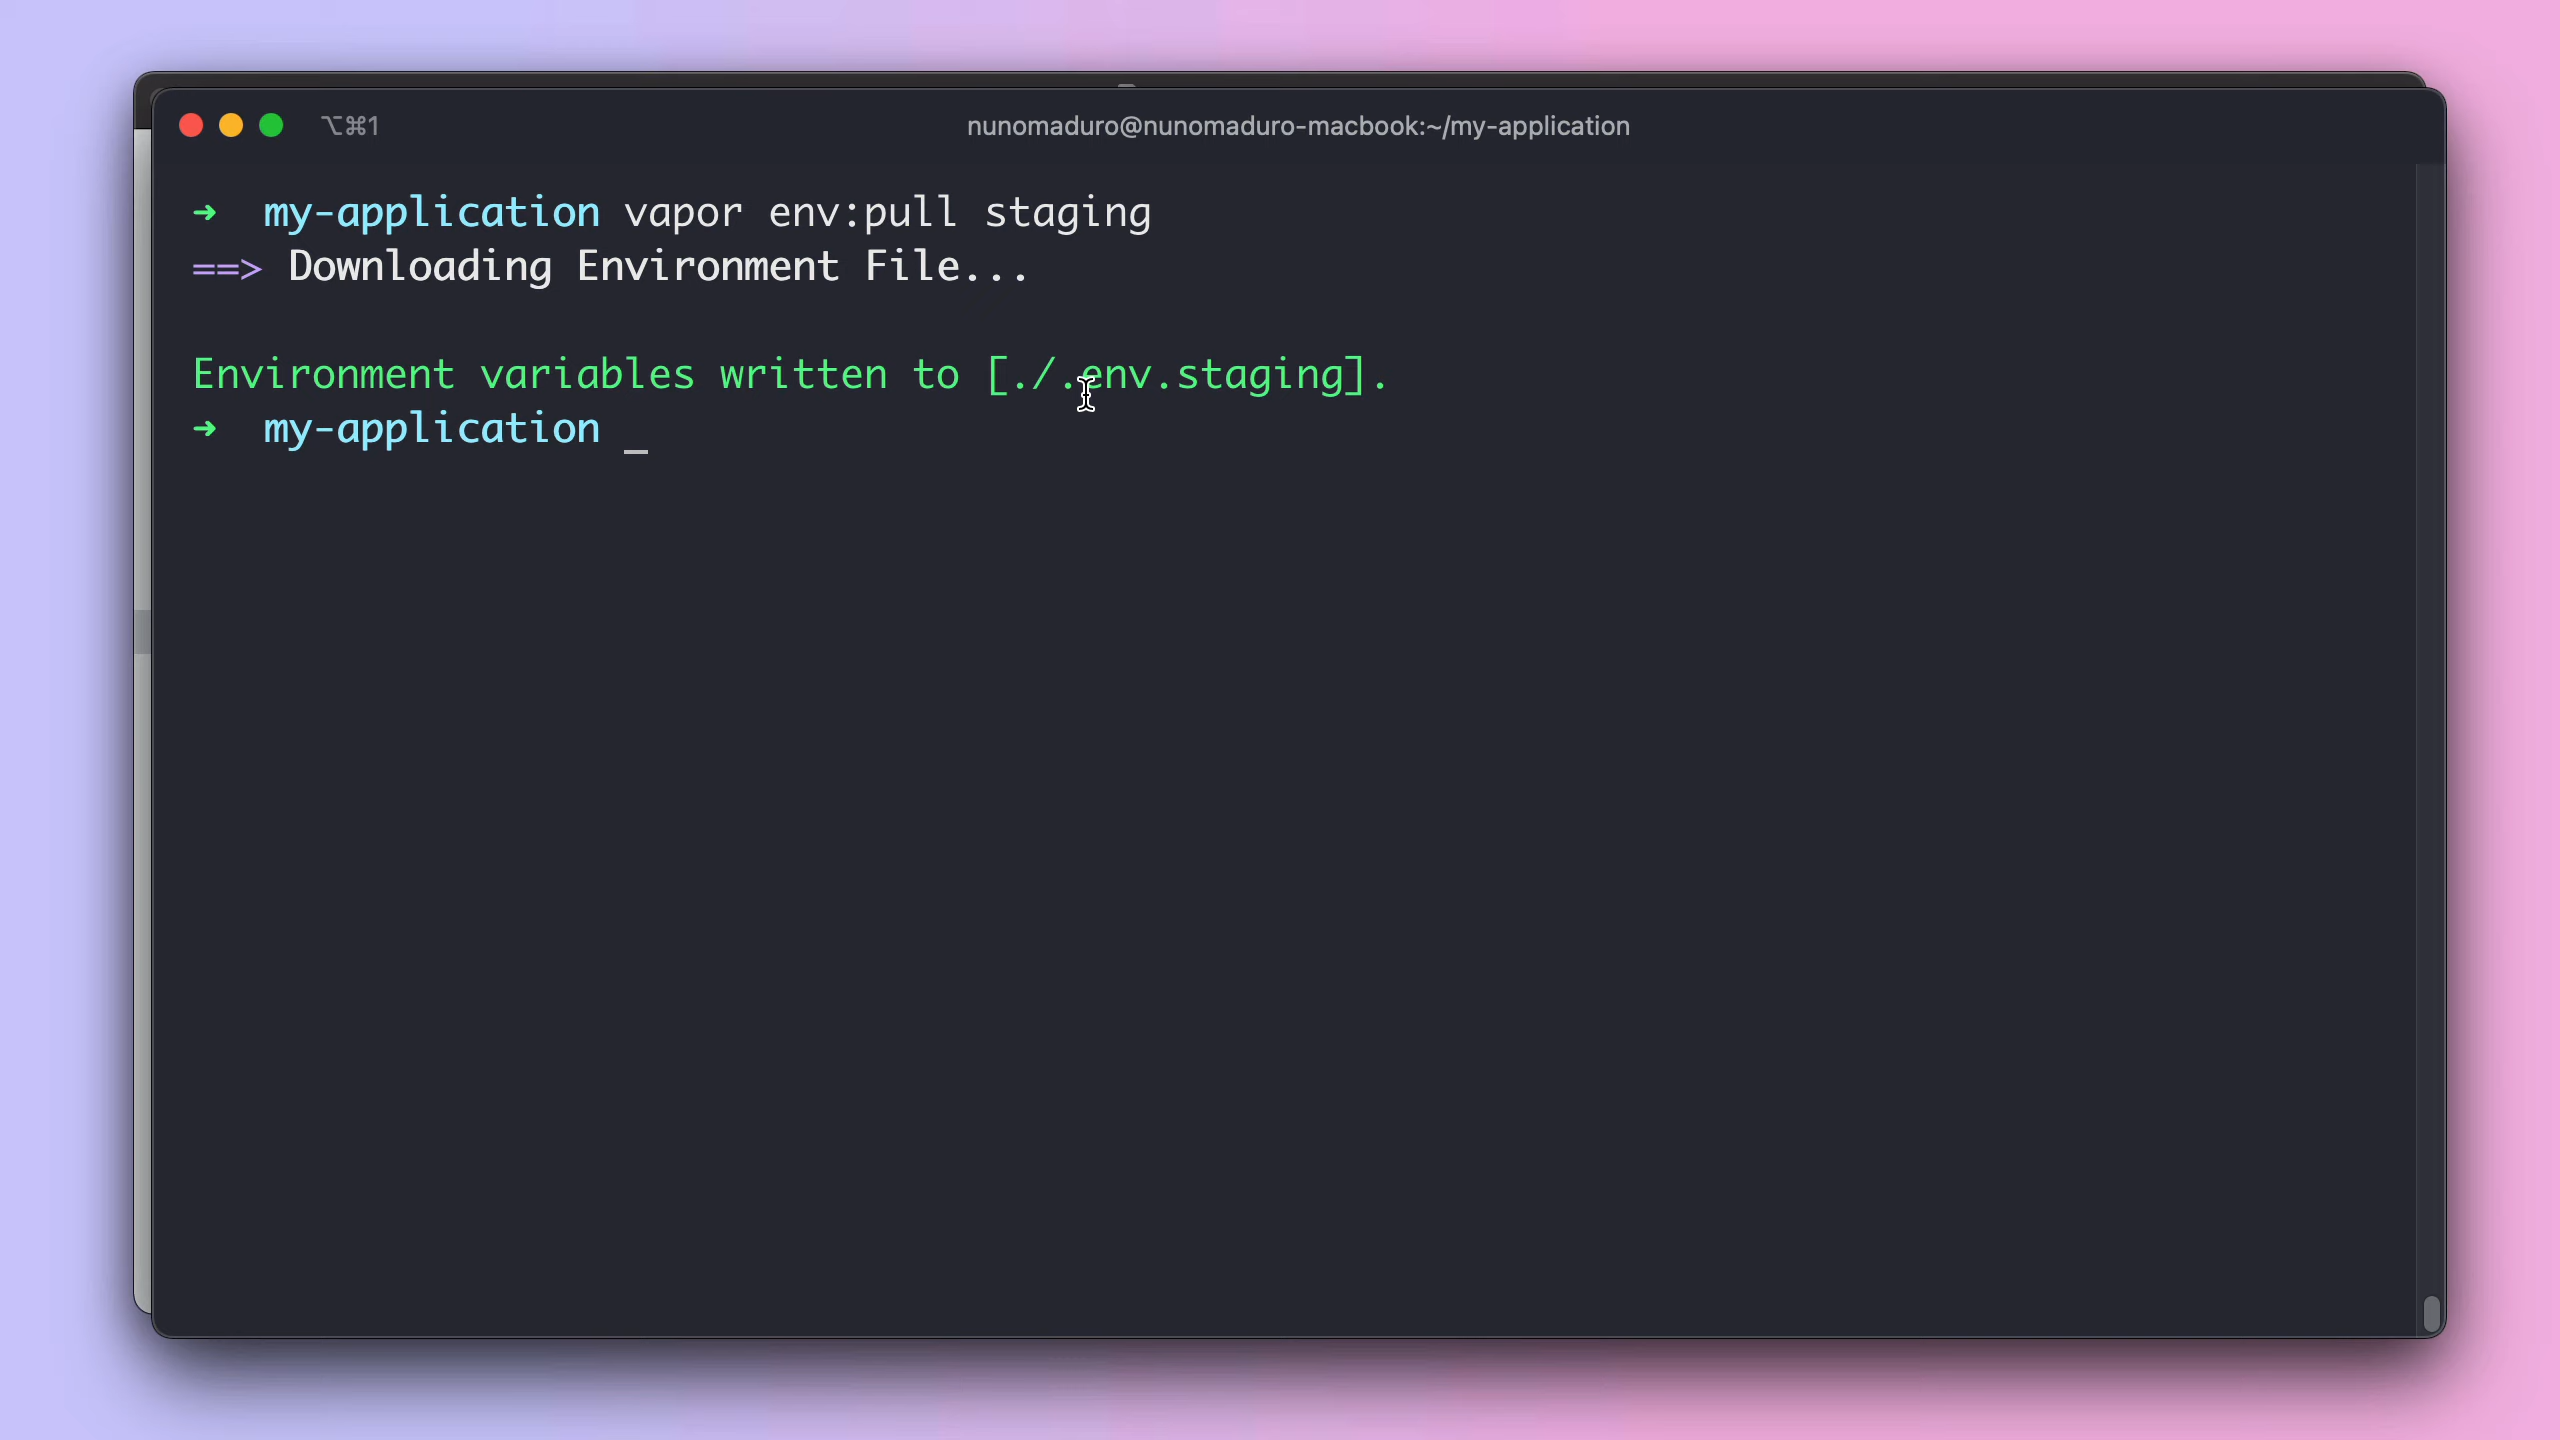 ⌥⌘1
nunomaduro@nunomaduro-macbook:~/my-application
➜ my-application vapor env:pull staging
==> Downloading Environment File...
Environment variables written to [./.env.staging].
➜ my-application _